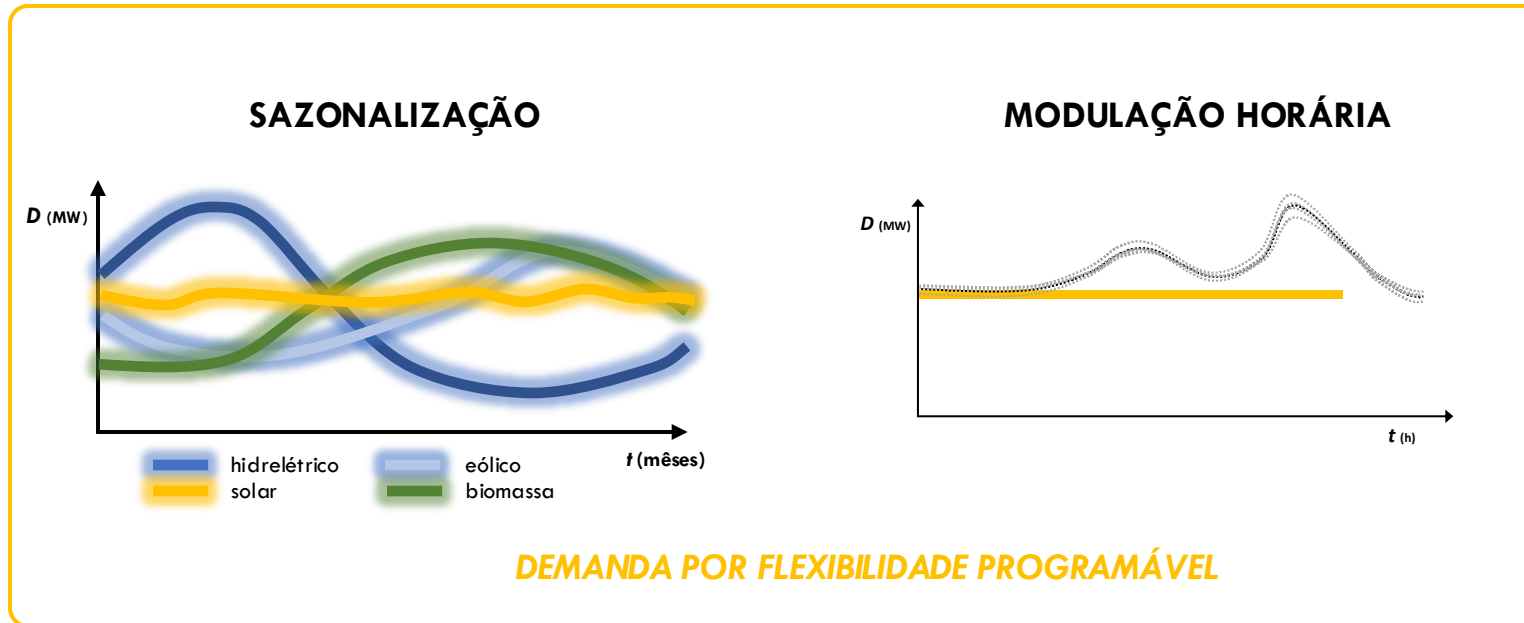 SAZONALIZAÇÃO
D (MW)
t (mêses)
hidrelétrico
eólico
solar
biomassa
MODULAÇÃO HORÁRIA
D (MW)
t (h)
DEMANDA POR FLEXIBILIDADE PROGRAMÁVEL